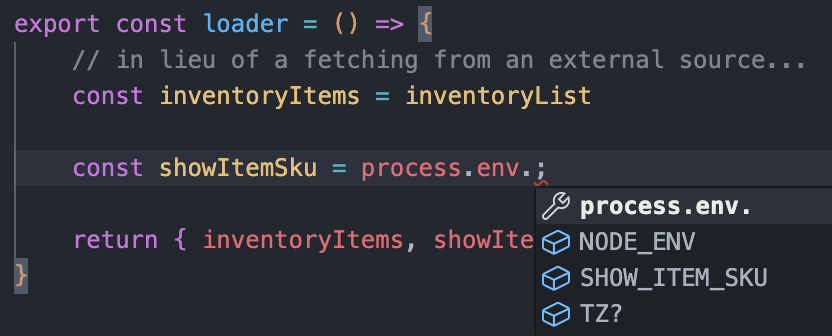 export const loader = () => {
// in lieu of a fetching from an external source...
const inventoryItems = inventoryList
const showItemSku = process.env.;
process.env.
NODE_ENV
SHOW_ITEM_SKU
TZ?
return { inventoryItems, showIte
}